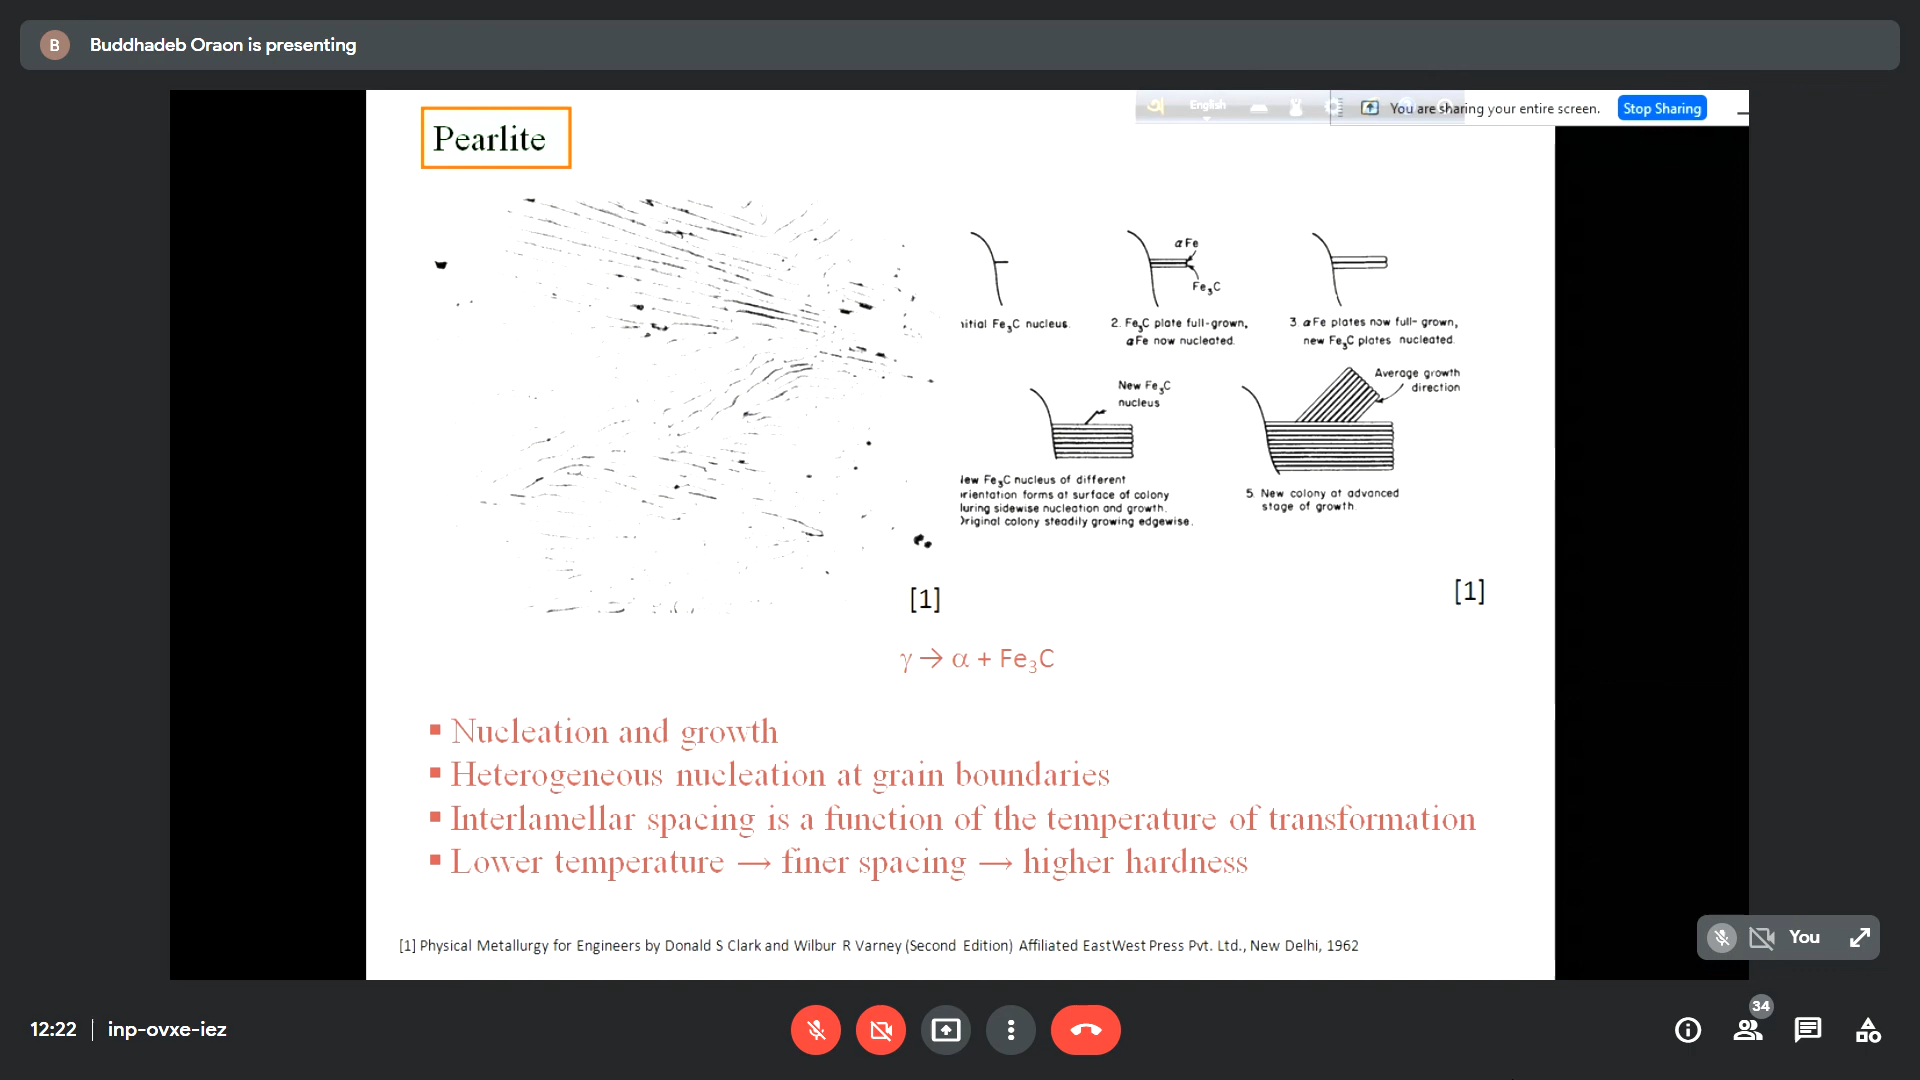 B Buddhadeb Oraon is presenting
English
You are sharing your entire screen. Stop Sharing
Pearlite
αFe
Fe₃C
nitial Fe₃C nucleus.
2. Fe₃C plate full-grown,
αFe now nucleated.
3. αFe plates now full-grown,
new Fe₃C plates nucleated.
New Fe₃C
nucleus
Average growth
direction
New Fe₃C nucleus of different
orientation forms at surface of colony
during sidewise nucleation and growth.
Original colony steadily growing edgewise.
5. New colony at advanced
stage of growth
[1]
[1]
γ → α + Fe₃C
▪ Nucleation and growth
▪ Heterogeneous nucleation at grain boundaries
▪ Interlamellar spacing is a function of the temperature of transformation
▪ Lower temperature → finer spacing → higher hardness
[1] Physical Metallurgy for Engineers by Donald S Clark and Wilbur R Varney (Second Edition) Affiliated EastWest Press Pvt. Ltd., New Delhi, 1962
You
12:22 | inp-ovxe-iez
34